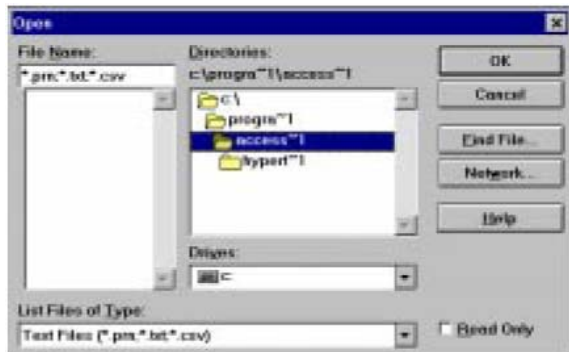 Open
File Name:
*.prn;*.txt;*.csv
Directories:
c:\progra~1\access~1
c:\
progra~1
access~1
hypert~1
OK
Cancel
Find File...
Network...
Help
Drives:
c:
List Files of Type:
Text Files (*.prn;*.txt;*.csv)
Read Only